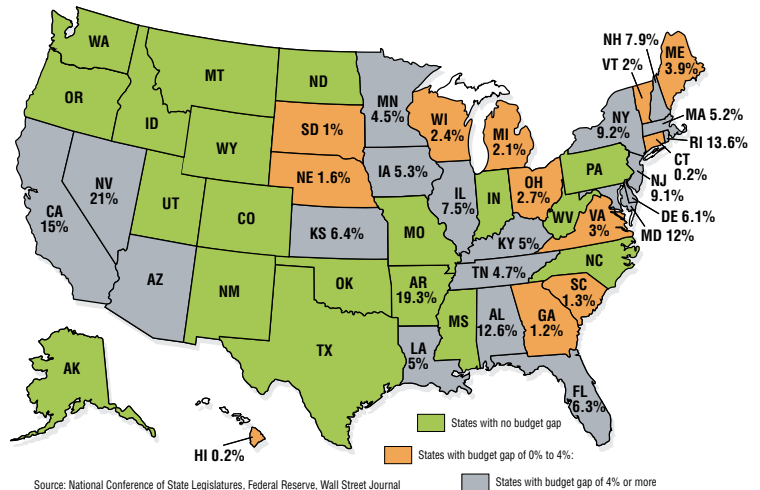 WA
MT
ND
OR
ID
WY
SD 1%
NE 1.6%
MN
4.5%
WI
2.4%
MI
2.1%
IA 5.3%
NH 7.9%
VT 2%
ME
3.9%
NY
9.2%
MA 5.2%
RI 13.6%
CT
0.2%
PA
NJ
9.1%
DE 6.1%
MD 12%
NV
21%
CA
15%
UT
CO
KS 6.4%
MO
IL
7.5%
IN
OH
2.7%
WV
VA
3%
KY 5%
AZ
NM
OK
AR
19.3%
TN 4.7%
NC
SC
1.3%
TX
LA
5%
MS
AL
12.6%
GA
1.2%
FL
6.3%
AK
HI 0.2%
States with no budget gap
States with budget gap of 0% to 4%:
States with budget gap of 4% or more
Source: National Conference of State Legislatures, Federal Reserve, Wall Street Journal